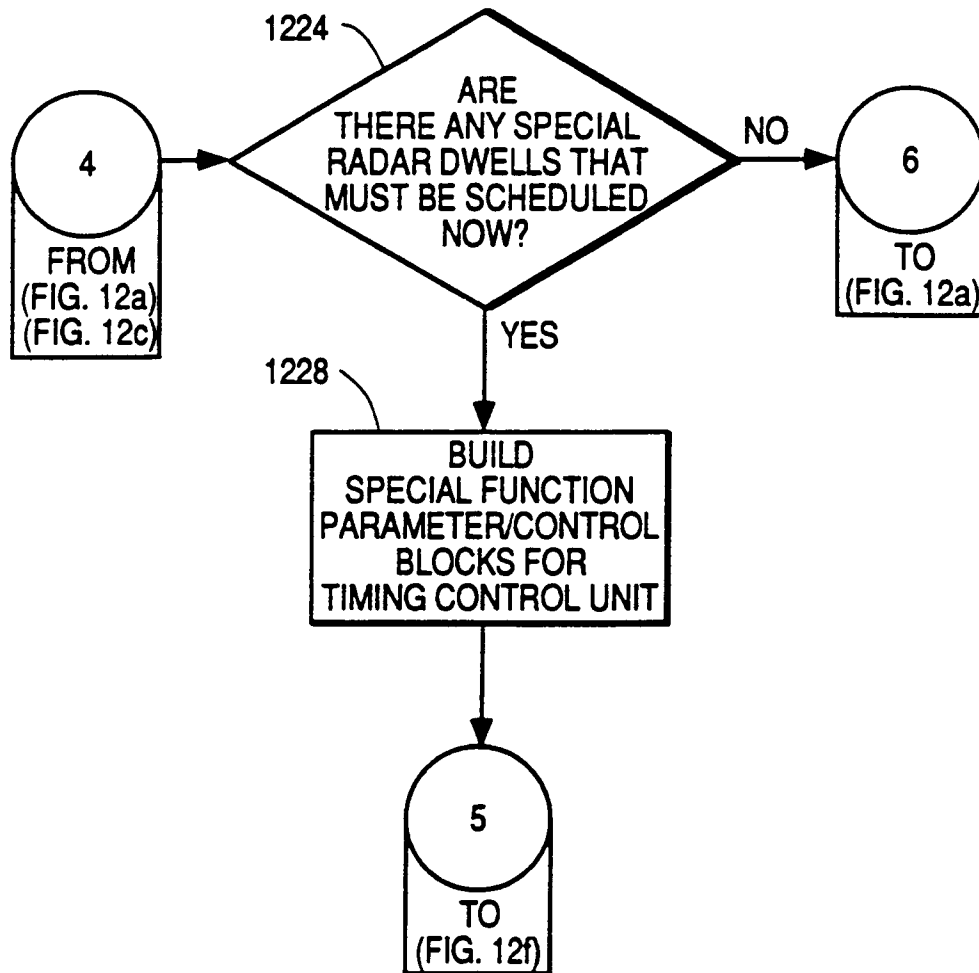 1224
ARE
THERE ANY SPECIAL
RADAR DWELLS THAT
MUST BE SCHEDULED
NOW?
4
FROM
(FIG. 12a)
(FIG. 12c)
NO
6
TO
(FIG. 12a)
YES
1228
BUILD
SPECIAL FUNCTION
PARAMETER/CONTROL
BLOCKS FOR
TIMING CONTROL UNIT
5
TO
(FIG. 12f)